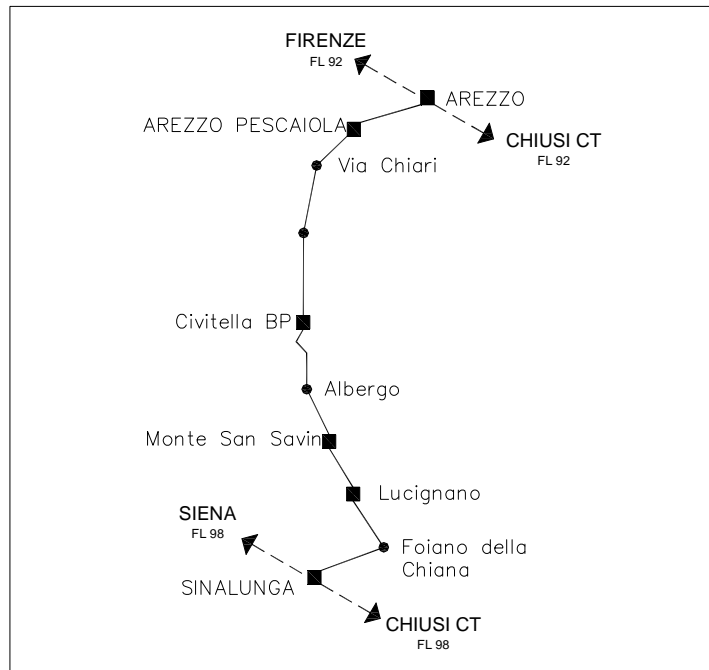 FIRENZE
FL 92
AREZZO
AREZZO PESCAIOLA
CHIUSI CT
FL 92
Via Chiari
Civitella BP
Albergo
Monte San Savin
Lucignano
SIENA
FL 98
Foiano della
Chiana
SINALUNGA
CHIUSI CT
FL 98